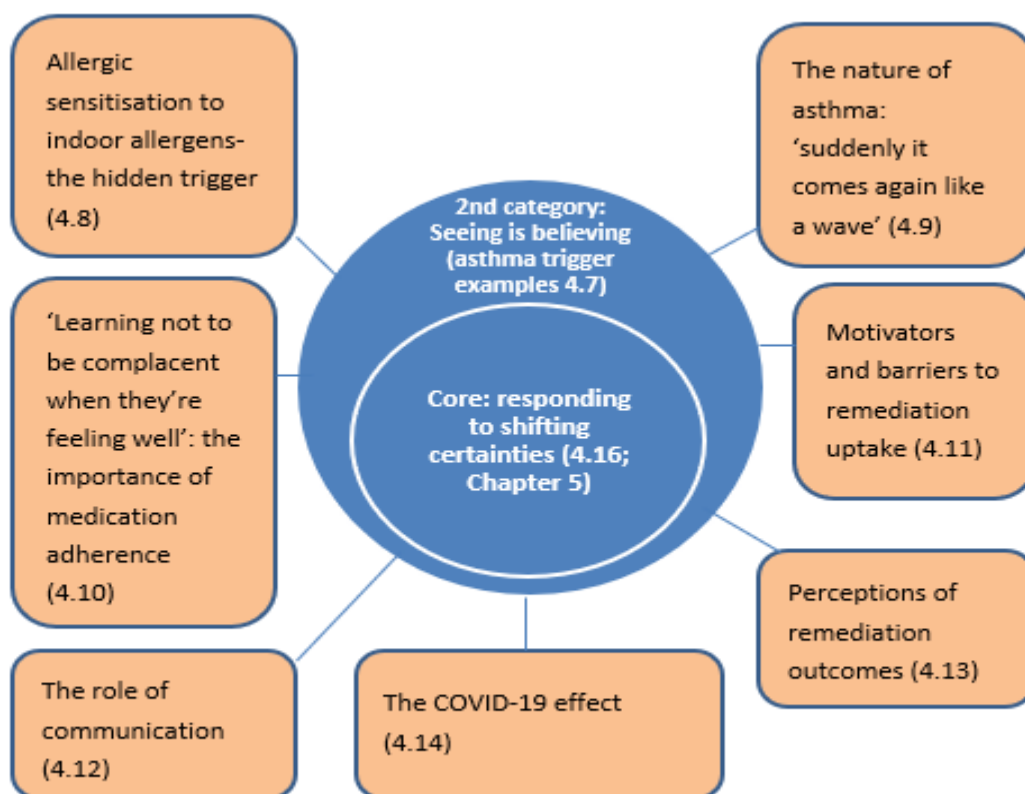 Allergic
sensitisation to
indoor allergens-
the hidden trigger
(4.8)
The nature of
asthma:
‘suddenly it
comes again like
a wave’ (4.9)
2nd category:
Seeing is believing
(asthma trigger
examples 4.7)
Core: responding
to shifting
certainties (4.16;
Chapter 5)
‘Learning not to
be complacent
when they’re
feeling well’: the
importance of
medication
adherence
(4.10)
Motivators
and barriers to
remediation
uptake (4.11)
Perceptions of
remediation
outcomes (4.13)
The role of
communication
(4.12)
The COVID-19 effect
(4.14)